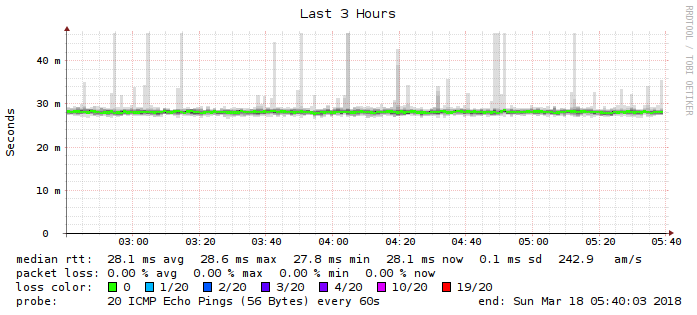 Last 3 Hours
RRDTOOL / TOBI OETIKER
Seconds
40 m
30 m
20 m
10 m
0
03:00 03:20 03:40 04:00 04:20 04:40 05:00 05:20 05:40
median rtt: 28.1 ms avg 28.6 ms max 27.8 ms min 28.1 ms now 0.1 ms sd 242.9 am/s
packet loss: 0.00 % avg 0.00 % max 0.00 % min 0.00 % now
loss color: 0 1/20 2/20 3/20 4/20 10/20 19/20
probe: 20 ICMP Echo Pings (56 Bytes) every 60s end: Sun Mar 18 05:40:03 2018